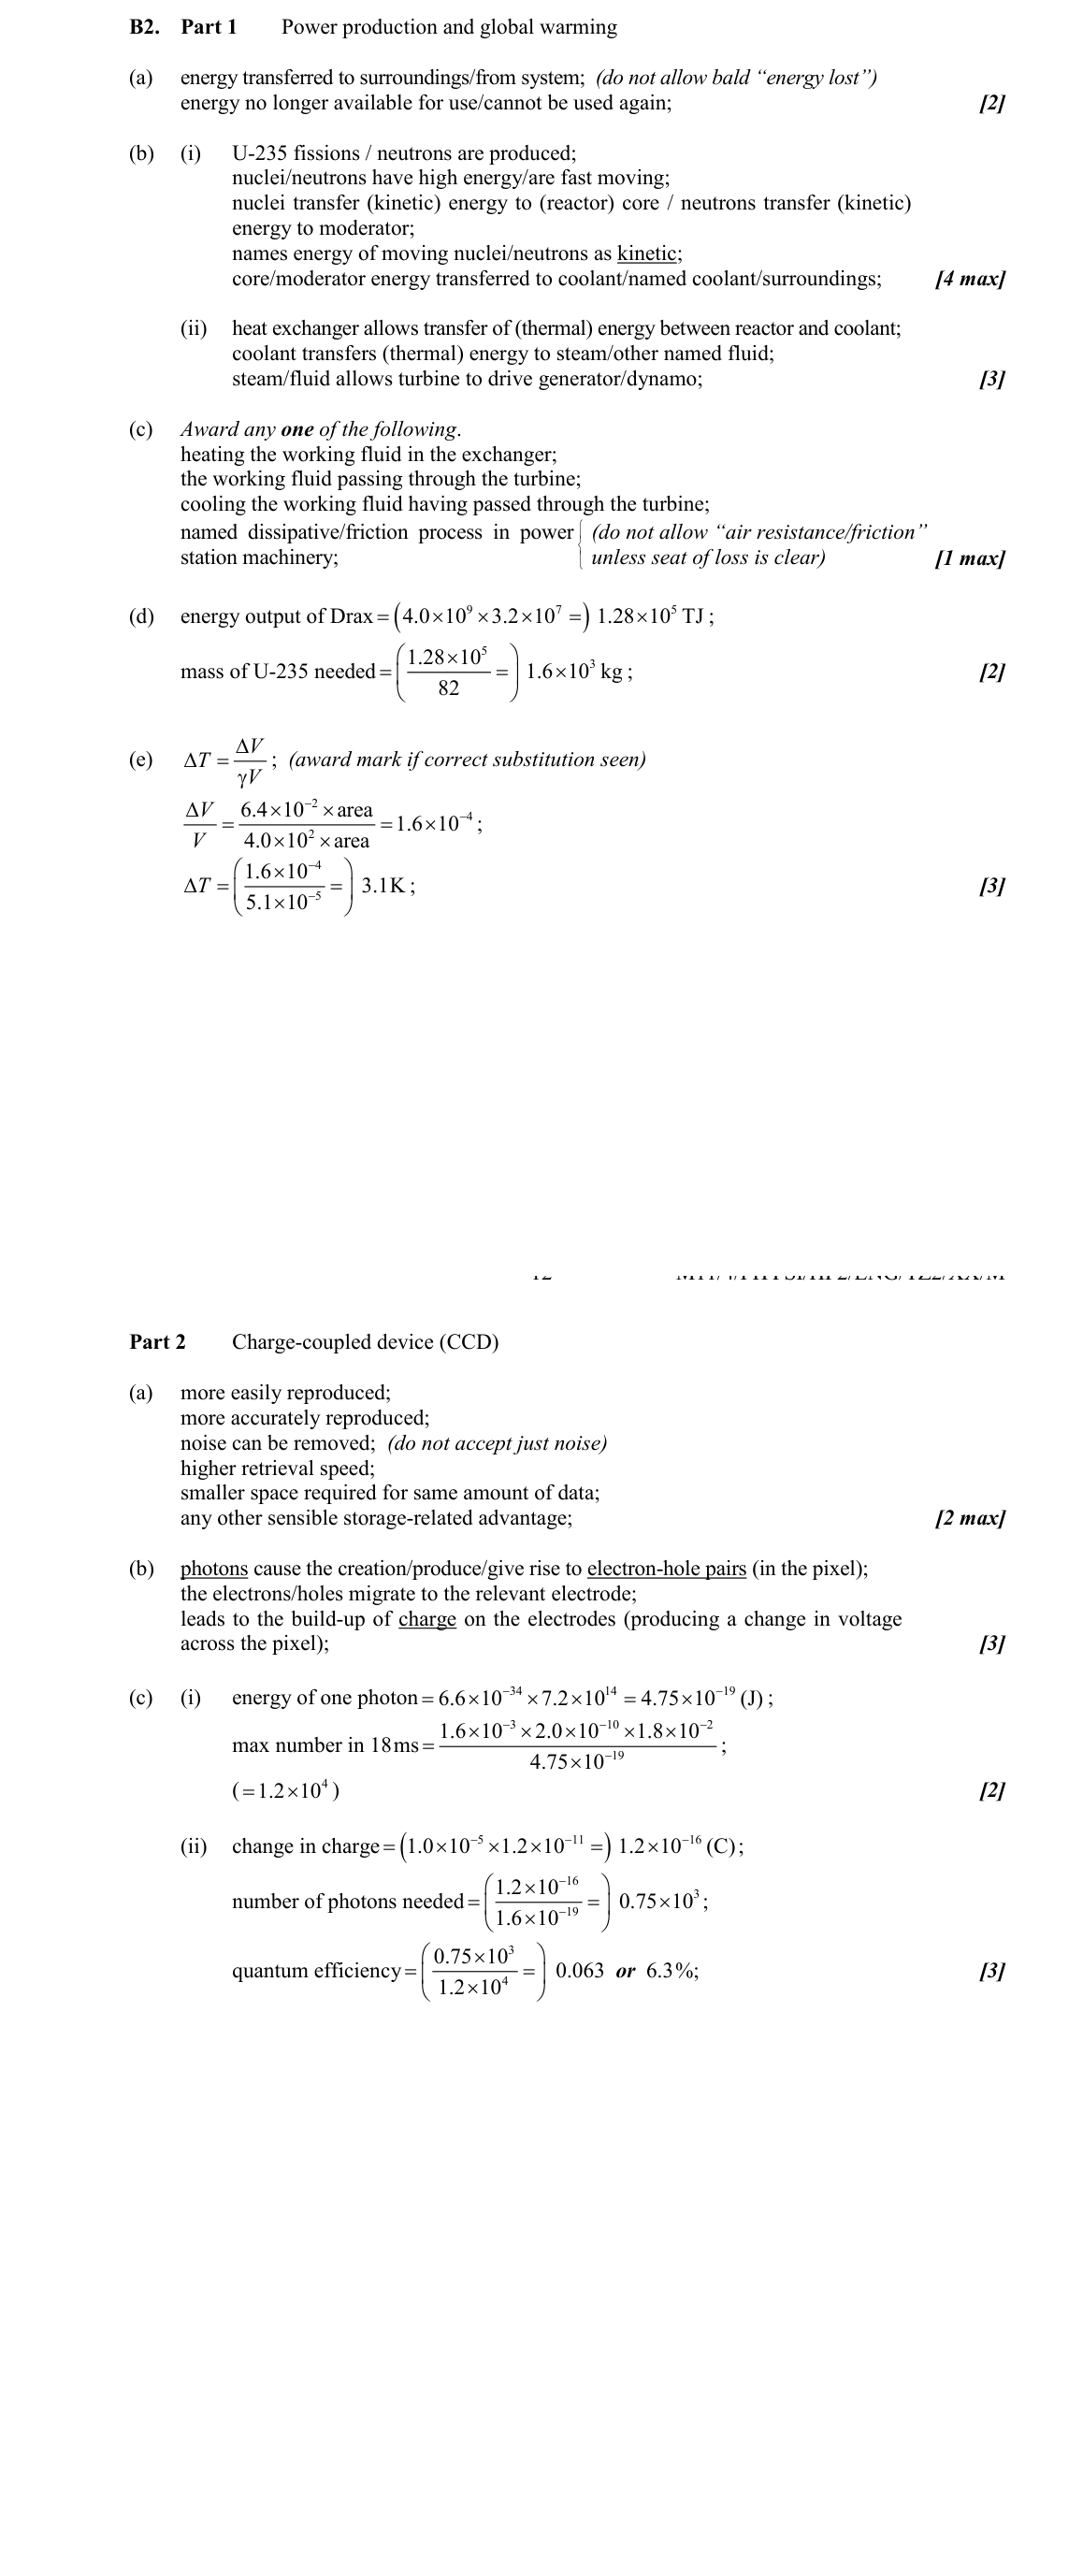 B2. Part 1 Power production and global warming
(a) energy transferred to surroundings/from system; (do not allow bald “energy lost”)
energy no longer available for use/cannot be used again; [2]
(b) (i) U-235 fissions / neutrons are produced;
nuclei/neutrons have high energy/are fast moving;
nuclei transfer (kinetic) energy to (reactor) core / neutrons transfer (kinetic)
energy to moderator;
names energy of moving nuclei/neutrons as kinetic;
core/moderator energy transferred to coolant/named coolant/surroundings; [4 max]
(ii) heat exchanger allows transfer of (thermal) energy between reactor and coolant;
coolant transfers (thermal) energy to steam/other named fluid;
steam/fluid allows turbine to drive generator/dynamo; [3]
(c) Award any one of the following.
heating the working fluid in the exchanger;
the working fluid passing through the turbine;
cooling the working fluid having passed through the turbine;
named dissipative/friction process in power { (do not allow “air resistance/friction”
station machinery; unless seat of loss is clear) [1 max]
(d) energy output of Drax = (4.0×10⁹ ×3.2×10⁷ =) 1.28×10⁵ TJ ;
mass of U-235 needed = (1.28×10⁵/82 =) 1.6×10³ kg ; [2]
(e) ΔT = ΔV/γV ; (award mark if correct substitution seen)
ΔV/V = 6.4×10⁻² × area/4.0×10² × area = 1.6×10⁻⁴ ;
ΔT = (1.6×10⁻⁴/5.1×10⁻⁵ =) 3.1K ; [3]
Part 2 Charge-coupled device (CCD)
(a) more easily reproduced;
more accurately reproduced;
noise can be removed; (do not accept just noise)
higher retrieval speed;
smaller space required for same amount of data;
any other sensible storage-related advantage; [2 max]
(b) photons cause the creation/produce/give rise to electron-hole pairs (in the pixel);
the electrons/holes migrate to the relevant electrode;
leads to the build-up of charge on the electrodes (producing a change in voltage
across the pixel); [3]
(c) (i) energy of one photon = 6.6×10⁻³⁴ ×7.2×10¹⁴ = 4.75×10⁻¹⁹ (J) ;
max number in 18ms = 1.6×10⁻³ ×2.0×10⁻¹⁰ ×1.8×10⁻²/4.75×10⁻¹⁹ ;
(=1.2×10⁴ ) [2]
(ii) change in charge = (1.0×10⁻⁵ ×1.2×10⁻¹¹ =) 1.2×10⁻¹⁶ (C) ;
number of photons needed = (1.2×10⁻¹⁶/1.6×10⁻¹⁹ =) 0.75×10³ ;
quantum efficiency = (0.75×10³/1.2×10⁴ =) 0.063 or 6.3%; [3]